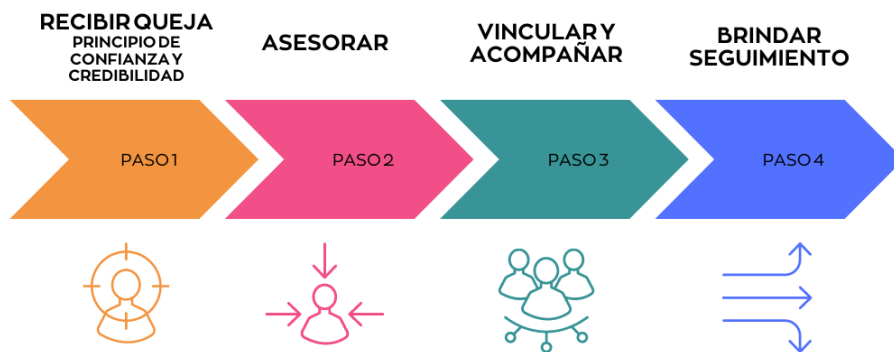 RECIBIR QUEJA
PRINCIPIO DE
CONFIANZA Y
CREDIBILIDAD
ASESORAR
VINCULAR Y
ACOMPAÑAR
BRINDAR
SEGUIMIENTO
PASO 1
PASO 2
PASO 3
PASO 4